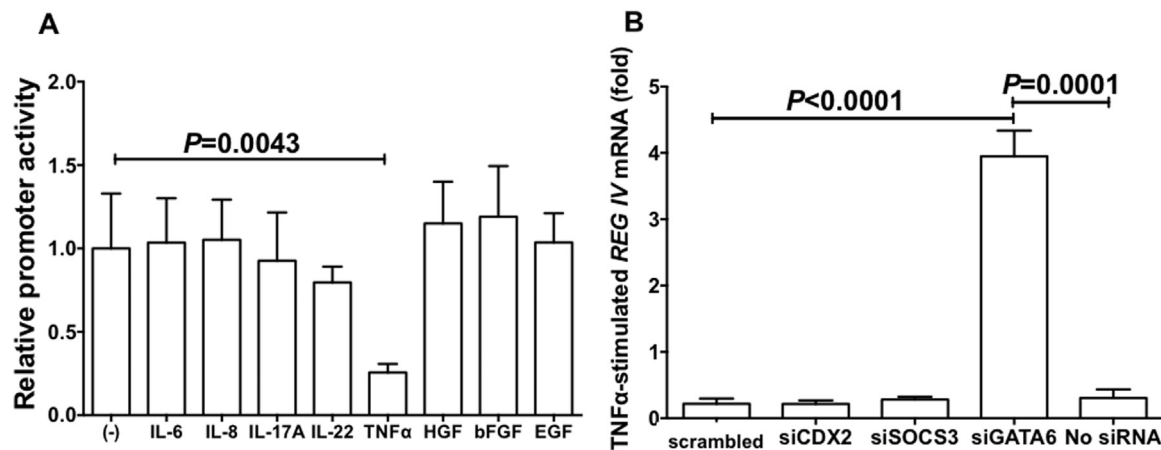 A
Relative promoter activity
2.0
1.5
1.0
0.5
0.0
P=0.0043
(-) IL-6 IL-8 IL-17A IL-22 TNFα HGF bFGF EGF
B
TNFα-stimulated REG IV mRNA (fold)
5
4
3
2
1
0
P<0.0001
P=0.0001
scrambled siCDX2 siSOCS3 siGATA6 No siRNA